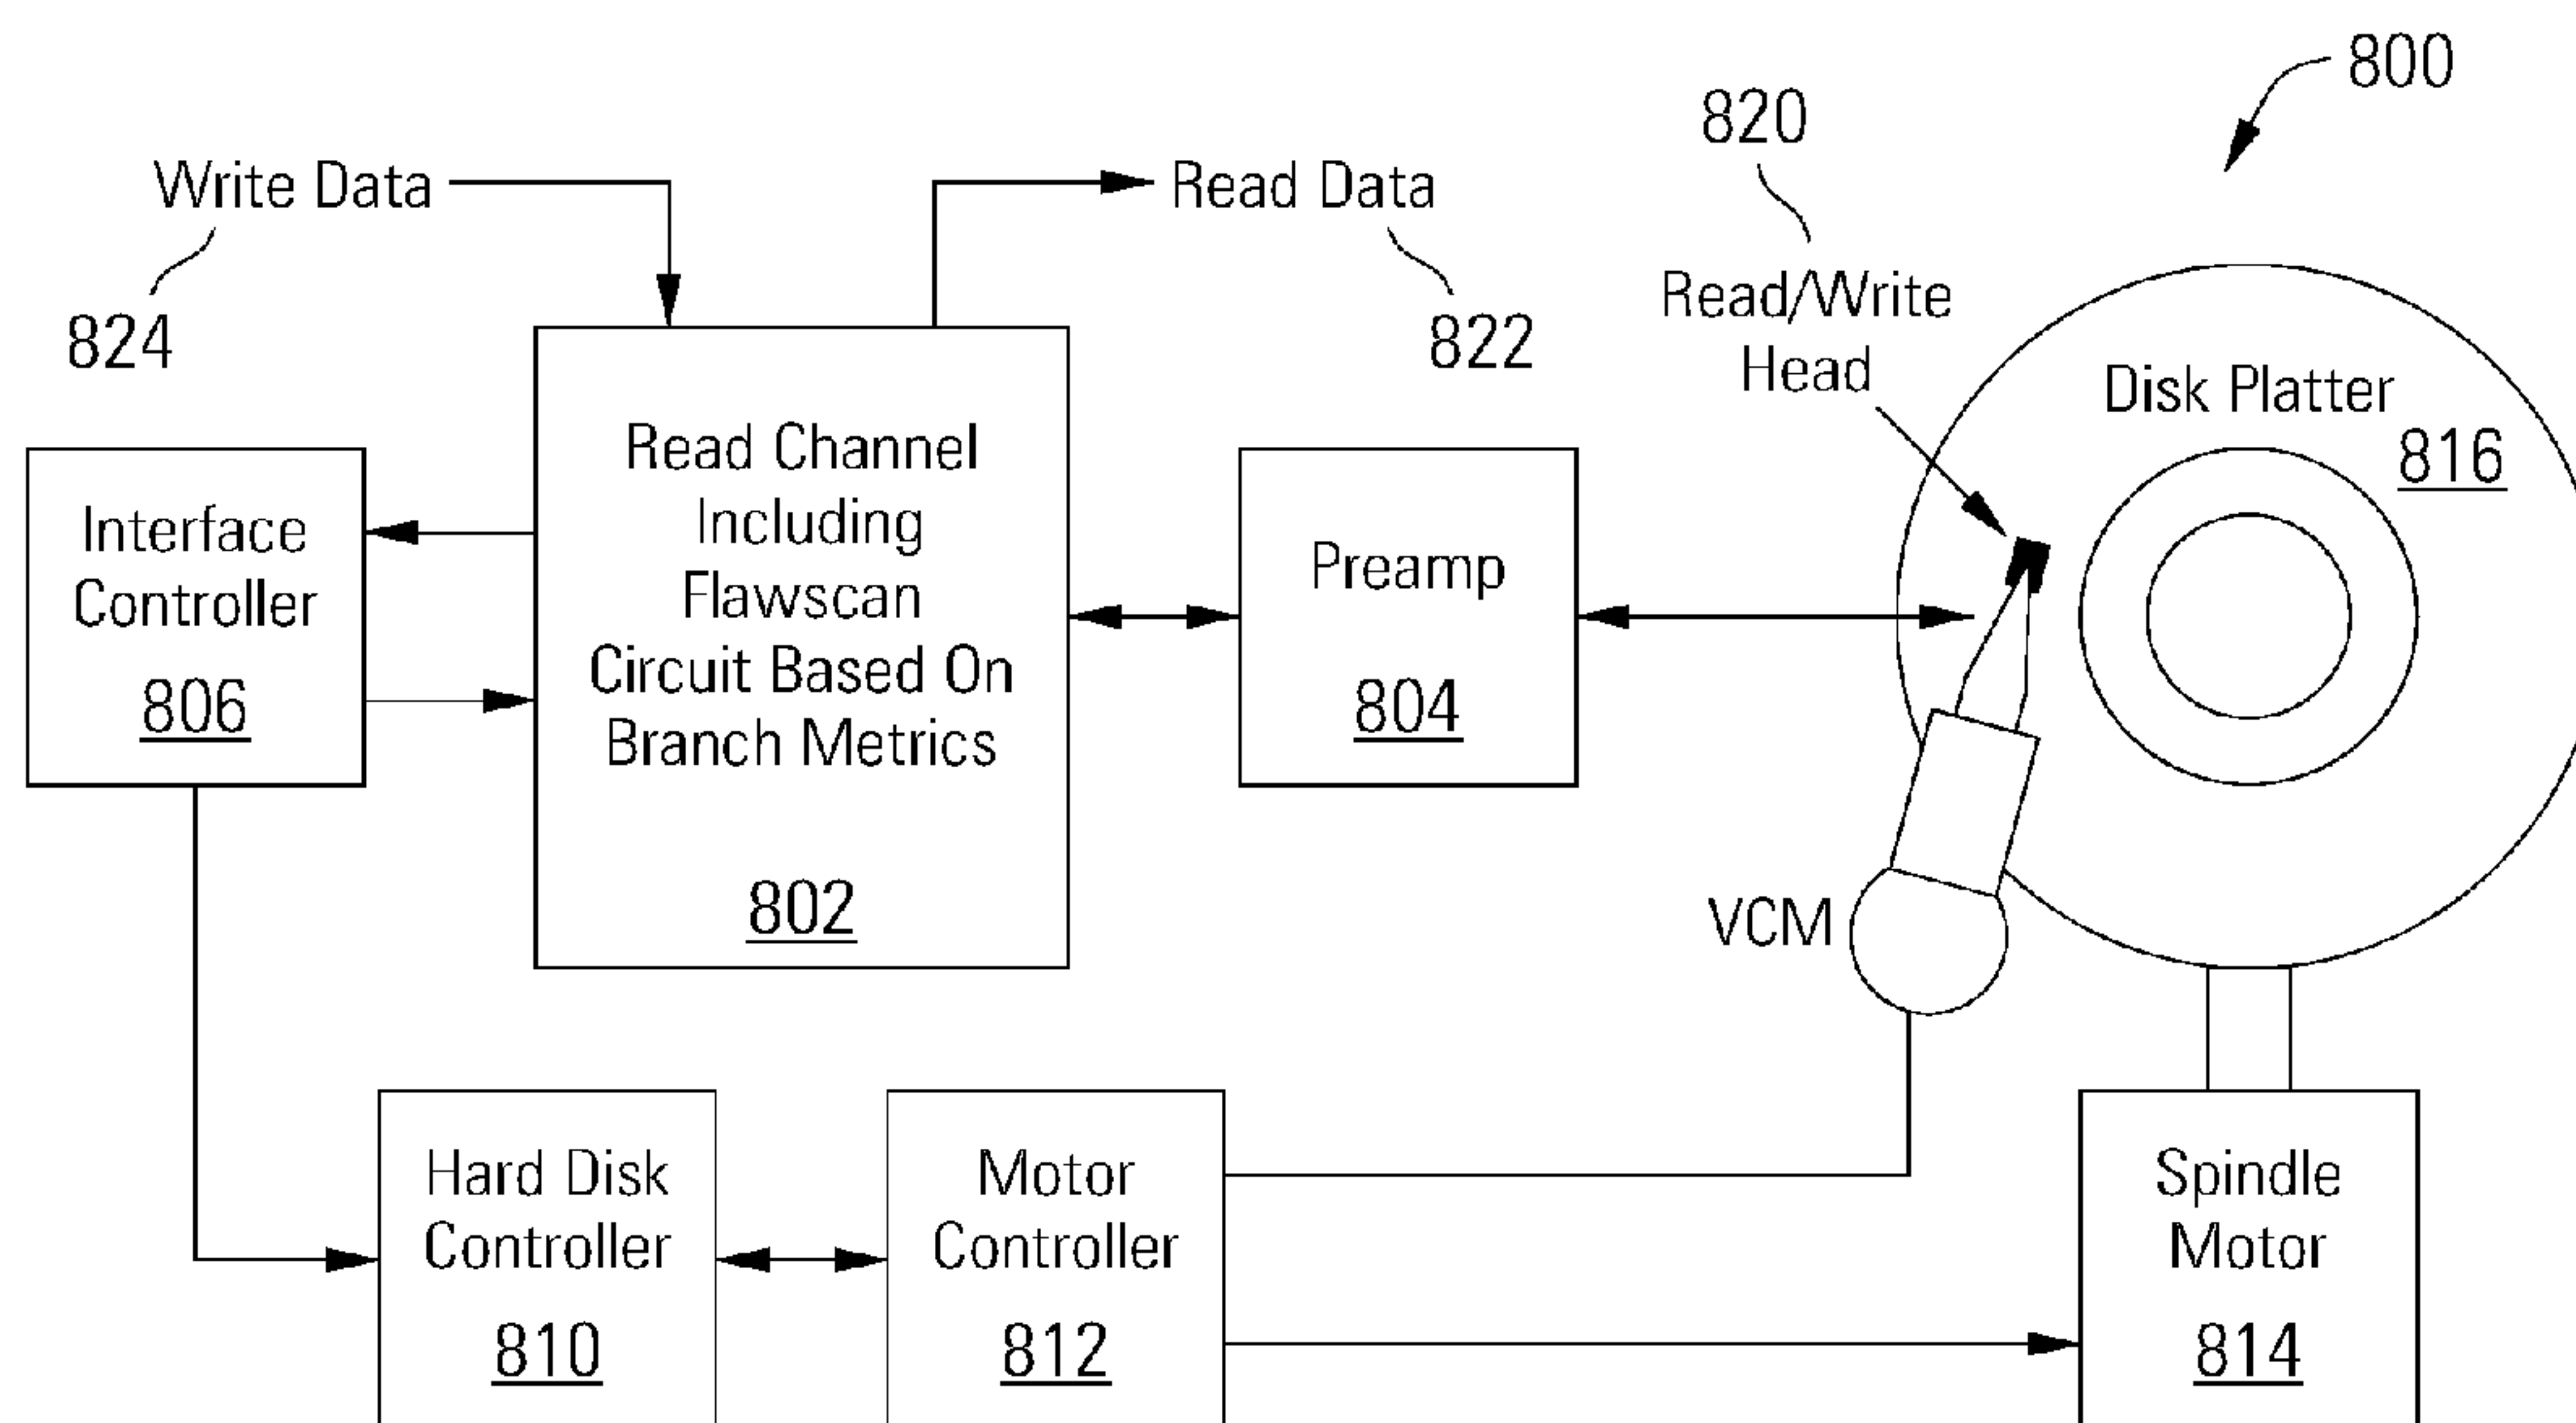 800
820
Write Data
Read Data
824
822
Read/Write
Head
Disk Platter
816
Read Channel
Including
Flawscan
Circuit Based On
Branch Metrics
802
Interface
Controller
806
Preamp
804
VCM
Hard Disk
Controller
810
Motor
Controller
812
Spindle
Motor
814